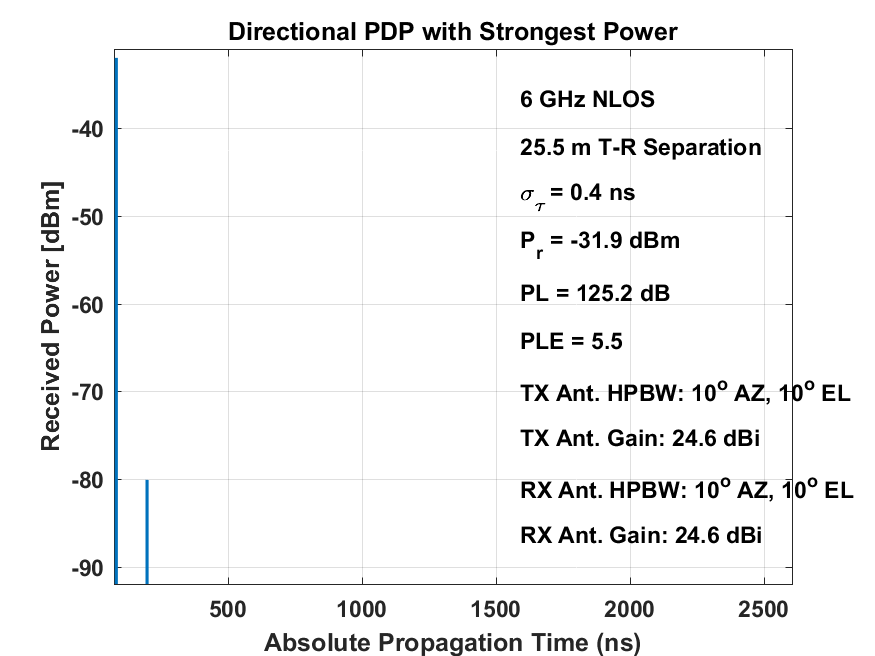 Directional PDP with Strongest Power
6 GHz NLOS
25.5 m T-R Separation
σ_τ = 0.4 ns
P_r = -31.9 dBm
PL = 125.2 dB
PLE = 5.5
TX Ant. HPBW: 10° AZ, 10° EL
TX Ant. Gain: 24.6 dBi
RX Ant. HPBW: 10° AZ, 10° EL
RX Ant. Gain: 24.6 dBi
Received Power [dBm]
-40
-50
-60
-70
-80
-90
500 1000 1500 2000 2500
Absolute Propagation Time (ns)